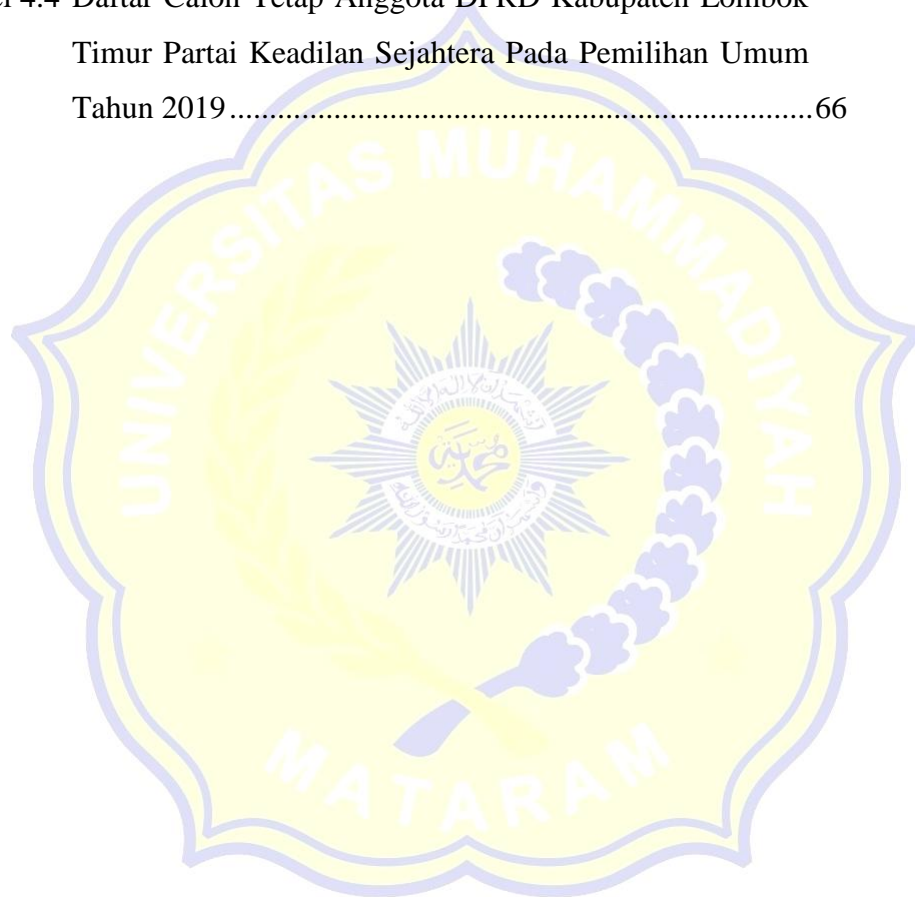 el 4.4 Daftar Calon Tetap Anggota DPRD Kabupaten Lombok
Timur Partai Keadilan Sejahtera Pada Pemilihan Umum
Tahun 2019.........................................................................66
UNIVERSITAS MUHAMMADIYAH
MATARAM